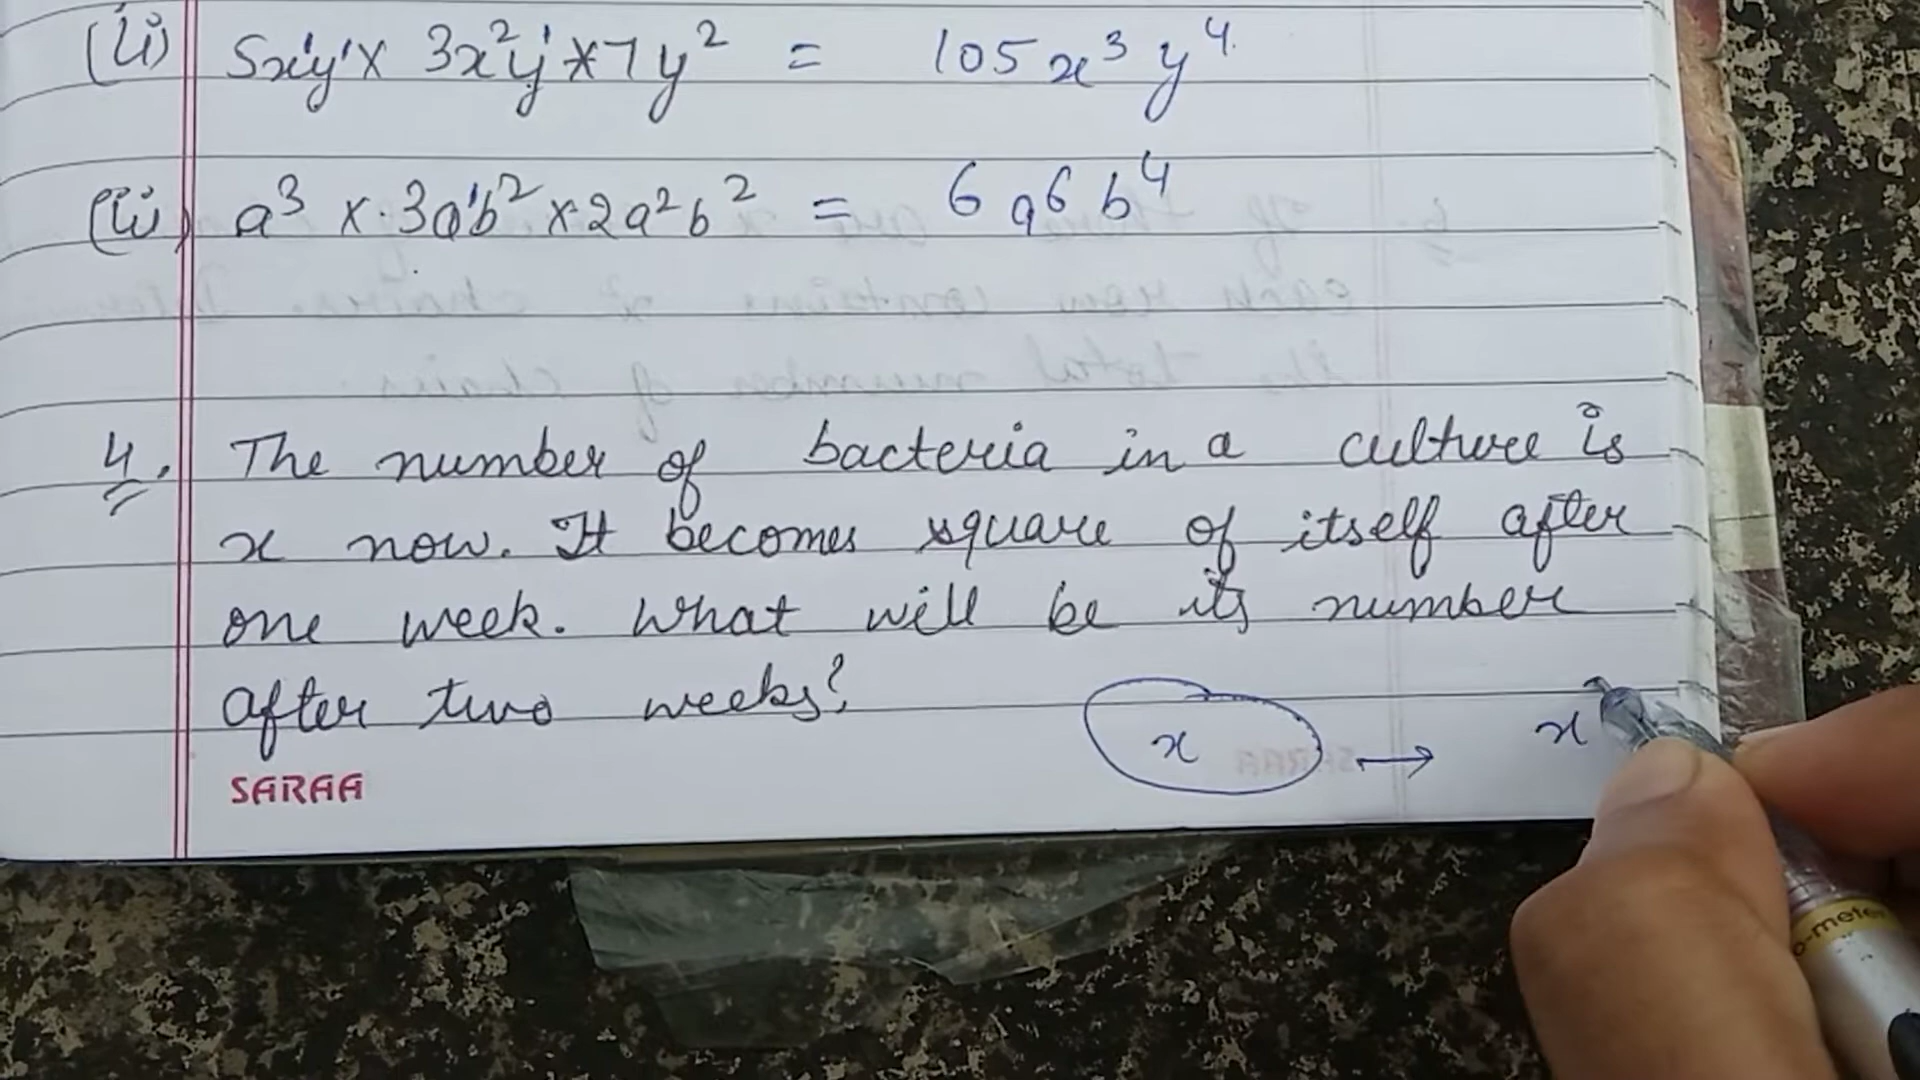 (ii) 5x¹y¹ × 3x²y¹ × 7y² = 105x³y⁴
(iii) a³ × 3a¹b² × 2a²b² = 6a⁶b⁴
4. The number of bacteria in a culture is
x now. It becomes square of itself after
one week. What will be its number
after two weeks?
x → x
SARAA